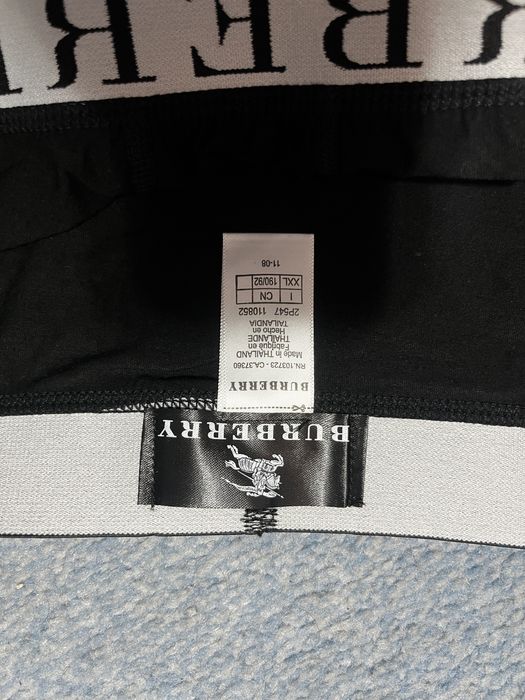 BURBERRY
BURBERRY
RN.103723 - CA.37360
Made in THAILAND
Fabriqué en
THAÏLANDE
Hecho en
TAILANDIA
2P547 110852
I CN
XXL 190/92
11-08
BER